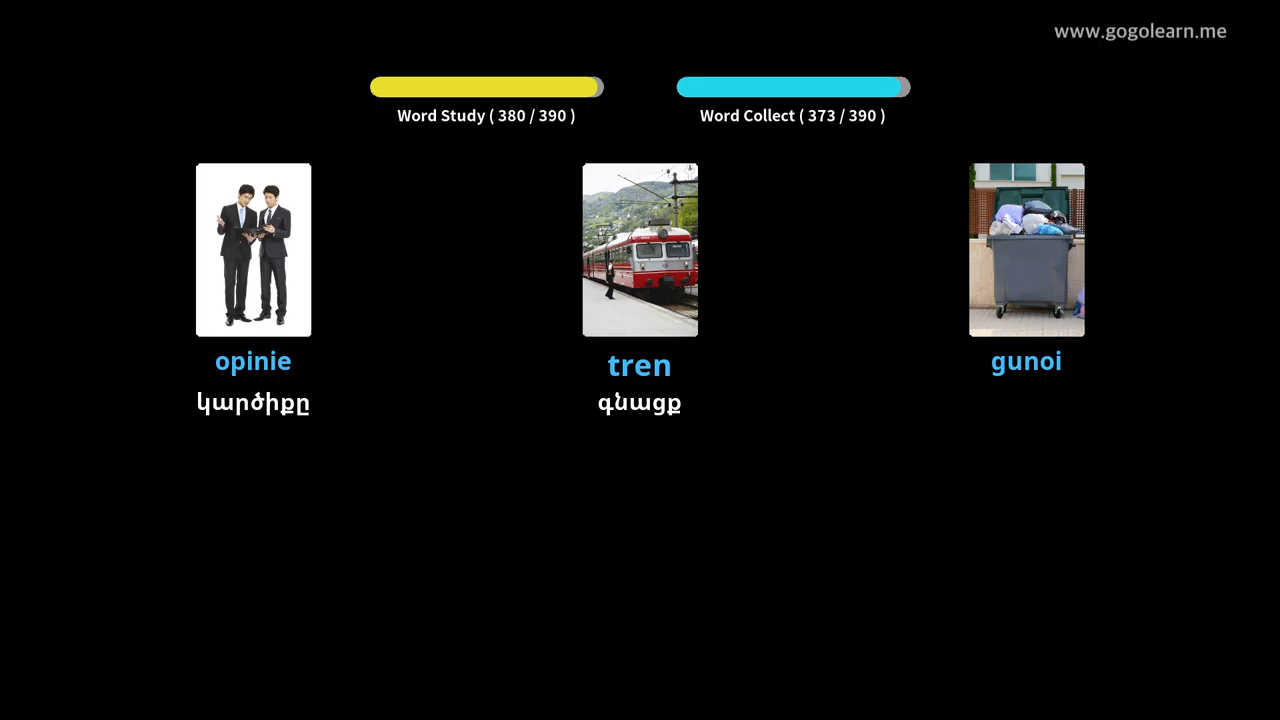 www.gogolearn.me
Word Study ( 380 / 390 )
Word Collect ( 373 / 390 )
opinie
tren
gunoi
կարծիքը
գնացք